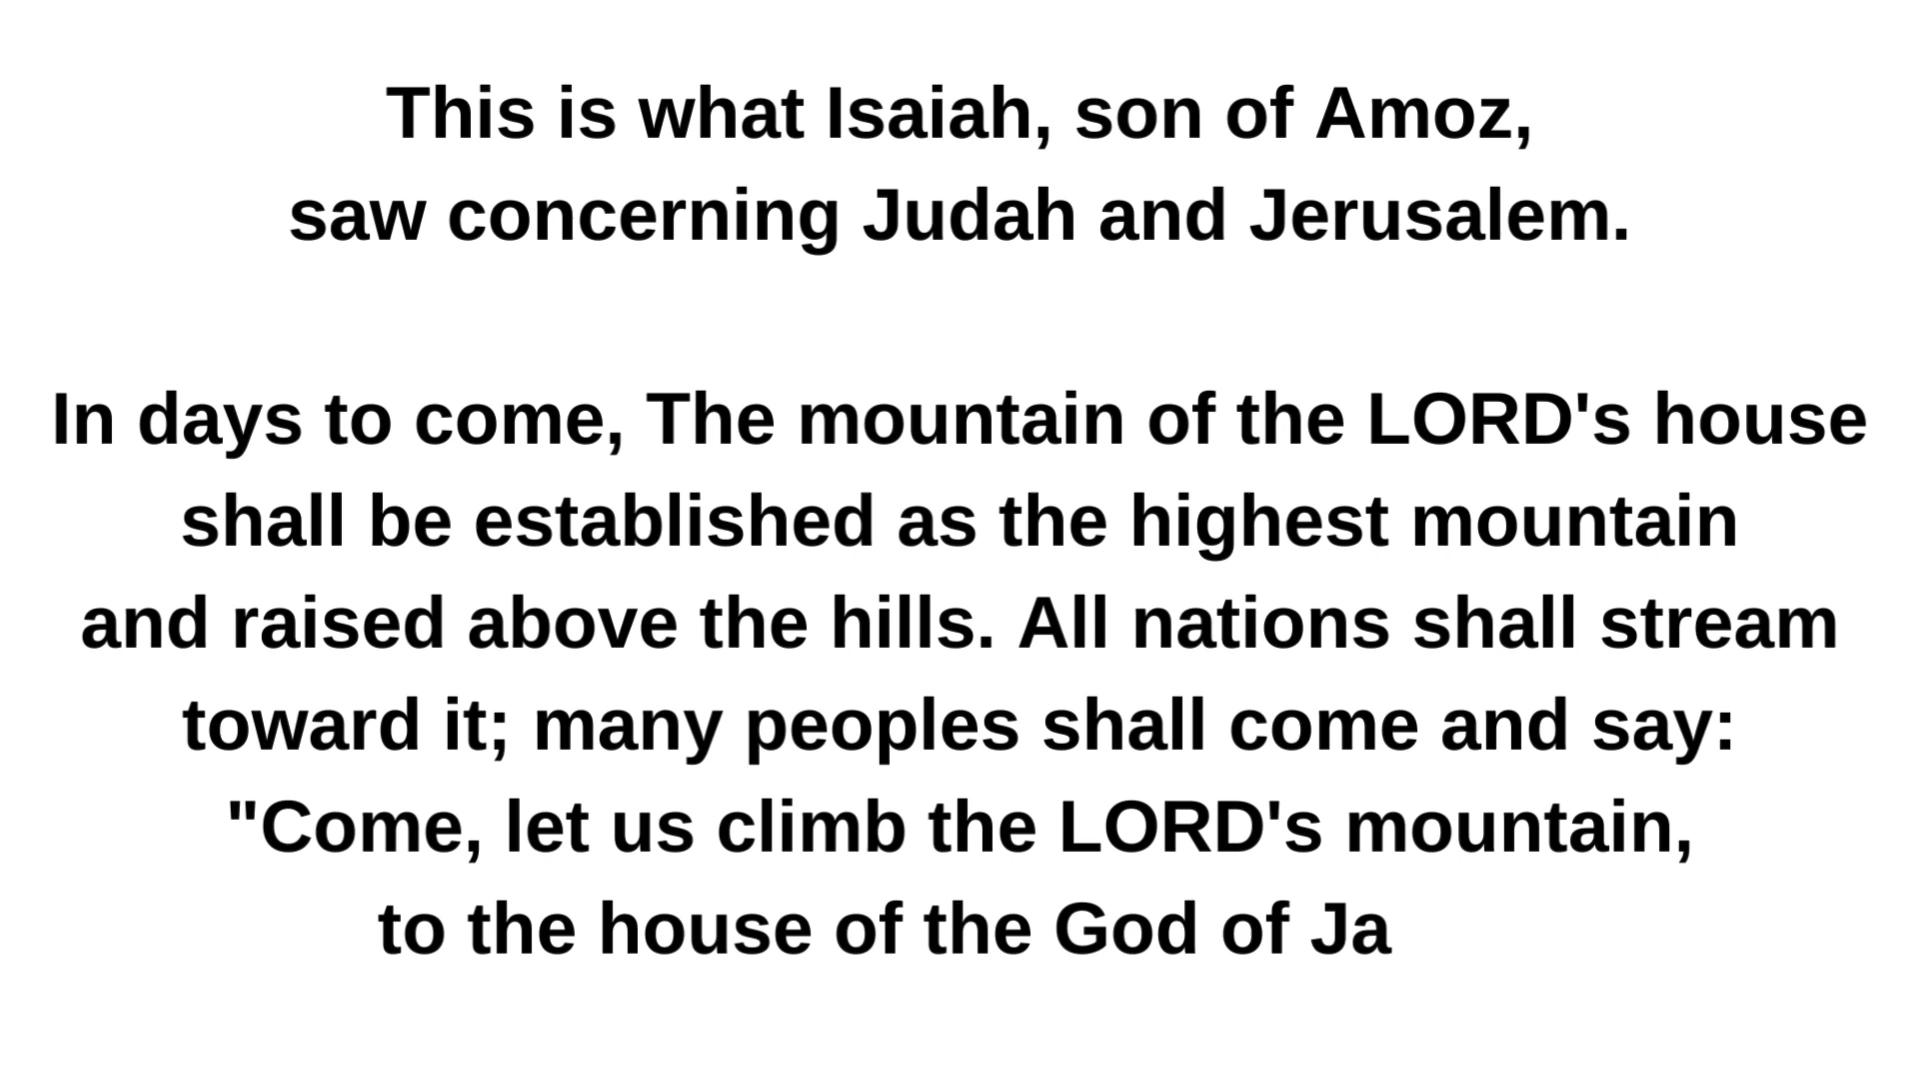 This is what Isaiah, son of Amoz,
saw concerning Judah and Jerusalem.
In days to come, The mountain of the LORD's house
shall be established as the highest mountain
and raised above the hills. All nations shall stream
toward it; many peoples shall come and say:
"Come, let us climb the LORD's mountain,
to the house of the God of Ja